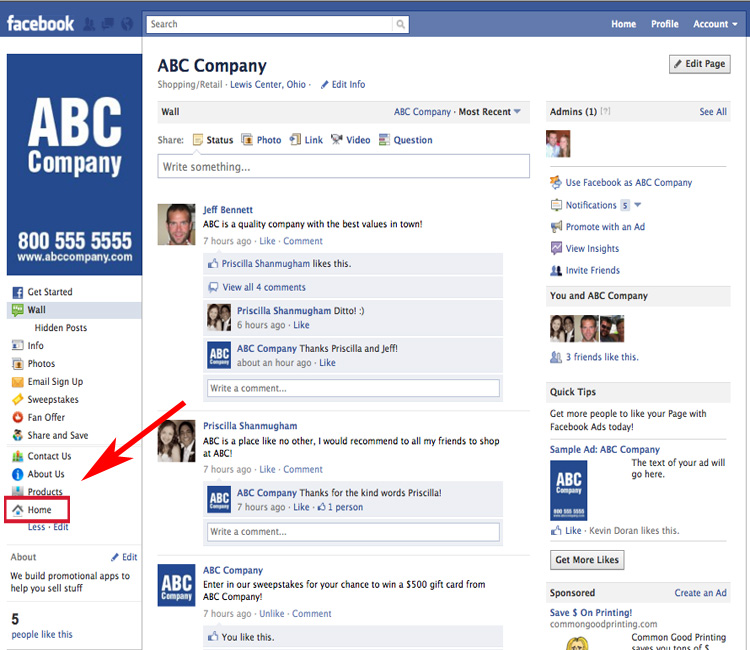 facebook
Search
Home Profile Account
ABC
Company
800 555 5555
www.abccompany.com
Get Started
Wall
Hidden Posts
Info
Photos
Email Sign Up
Sweepstakes
Fan Offer
Share and Save
Contact Us
About Us
Products
Home
Less · Edit
About Edit
We build promotional apps to
help you sell stuff
5
people like this
ABC Company
Shopping/Retail · Lewis Center, Ohio · Edit Info
Edit Page
Wall ABC Company · Most Recent
Share: Status Photo Link Video Question
Write something...
Jeff Bennett
ABC is a quality company with the best values in town!
7 hours ago · Like · Comment
Priscilla Shanmugham likes this.
View all 4 comments
Priscilla Shanmugham Ditto! :)
6 hours ago · Like
ABC
Company
ABC Company Thanks Priscilla and Jeff!
about an hour ago · Like
Write a comment...
Priscilla Shanmugham
ABC is a place like no other, I would recommend to all my friends to shop
at ABC!
7 hours ago · Like · Comment
ABC
Company
ABC Company Thanks for the kind words Priscilla!
7 hours ago · Like · 1 person
Write a comment...
ABC
Company
ABC Company
Enter in our sweepstakes for your chance to win a $500 gift card from
ABC Company!
7 hours ago · Unlike · Comment
You like this.
Admins (1) [?] See All
Use Facebook as ABC Company
Notifications 5
Promote with an Ad
View Insights
Invite Friends
You and ABC Company
3 friends like this.
Quick Tips
Get more people to like your Page with
Facebook Ads today!
Sample Ad: ABC Company
ABC
Company
800 555 5555
The text of your ad will
go here.
Like · Kevin Doran likes this.
Get More Likes
Sponsored Create an Ad
Save $ On Printing!
commongoodprinting.com
Common Good Printing
saves you tons of $